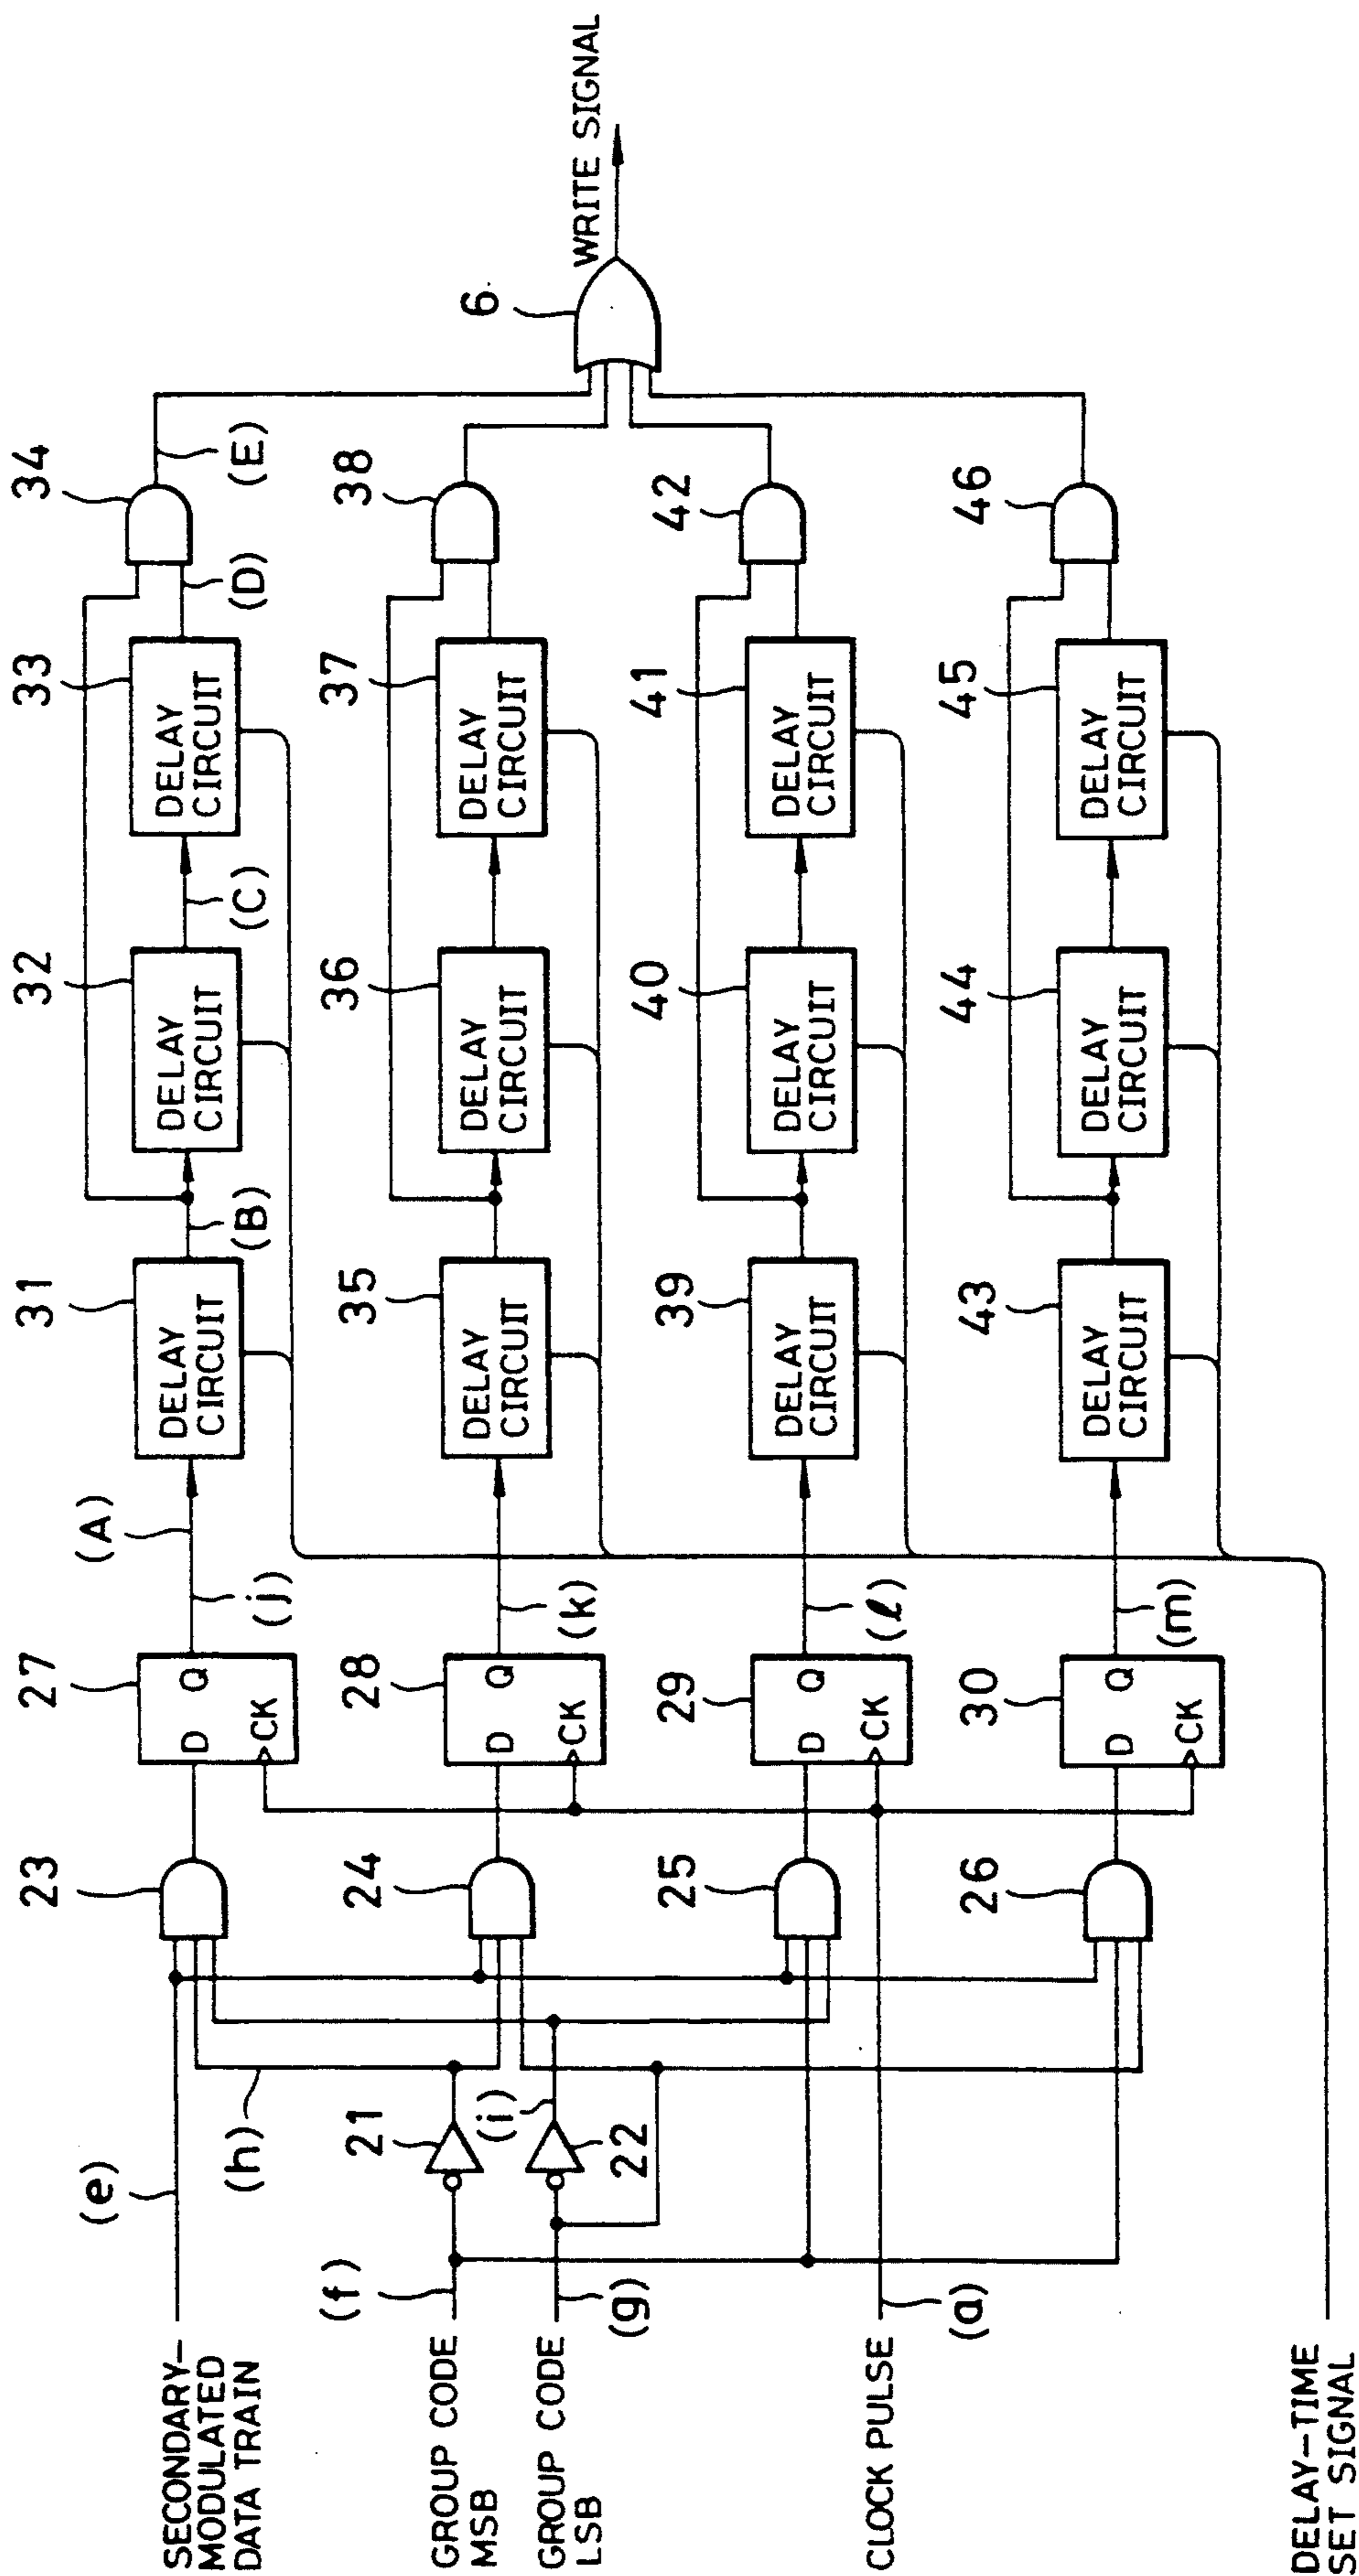 SECONDARY-
MODULATED
DATA TRAIN
(e)
(h)
23
27
D Q
CK
(j)
(A)
31
DELAY
CIRCUIT
(B)
32
DELAY
CIRCUIT
(C)
33
DELAY
CIRCUIT
(D)
34
(E)
GROUP CODE
MSB
(f)
21
GROUP CODE
LSB
(g)
(i)
22
24
28
D Q
CK
(k)
35
DELAY
CIRCUIT
36
DELAY
CIRCUIT
37
DELAY
CIRCUIT
38
6
WRITE SIGNAL
25
29
D Q
CK
(ℓ)
39
DELAY
CIRCUIT
40
DELAY
CIRCUIT
41
DELAY
CIRCUIT
42
CLOCK PULSE
(a)
26
30
D Q
CK
(m)
43
DELAY
CIRCUIT
44
DELAY
CIRCUIT
45
DELAY
CIRCUIT
46
DELAY-TIME
SET SIGNAL